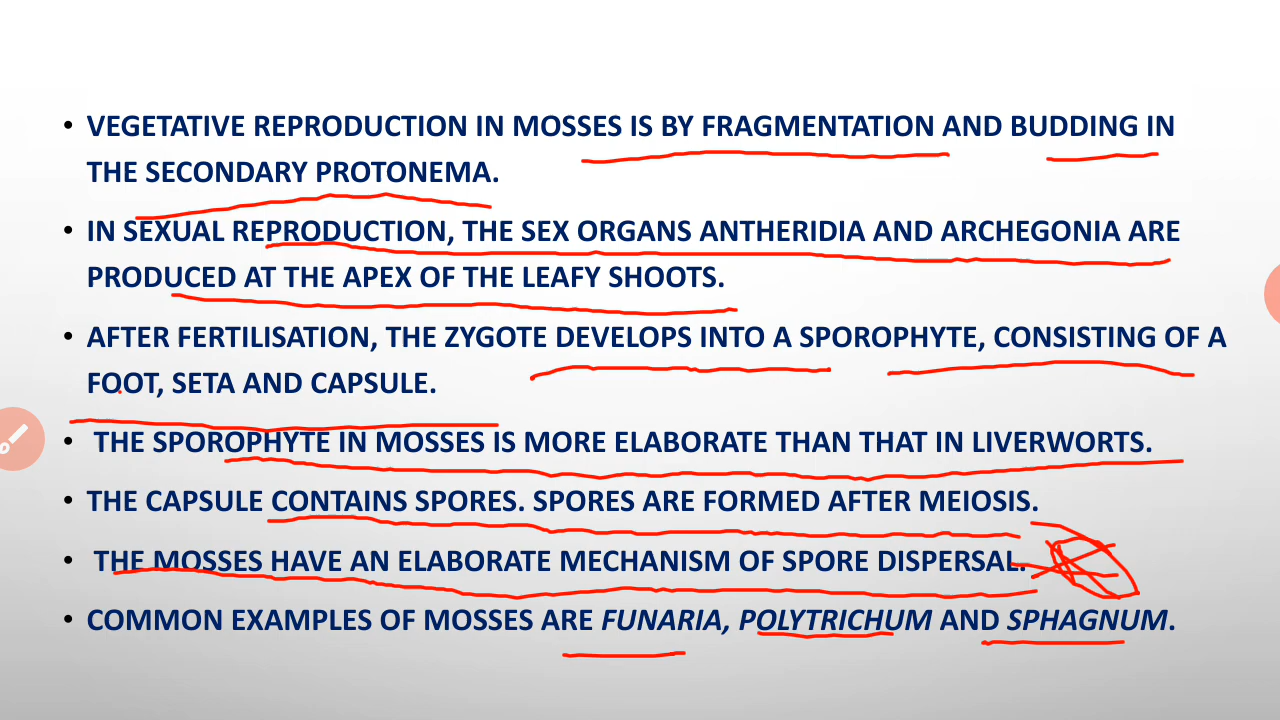 • VEGETATIVE REPRODUCTION IN MOSSES IS BY FRAGMENTATION AND BUDDING IN
THE SECONDARY PROTONEMA.
• IN SEXUAL REPRODUCTION, THE SEX ORGANS ANTHERIDIA AND ARCHEGONIA ARE
PRODUCED AT THE APEX OF THE LEAFY SHOOTS.
• AFTER FERTILISATION, THE ZYGOTE DEVELOPS INTO A SPOROPHYTE, CONSISTING OF A
FOOT, SETA AND CAPSULE.
• THE SPOROPHYTE IN MOSSES IS MORE ELABORATE THAN THAT IN LIVERWORTS.
• THE CAPSULE CONTAINS SPORES. SPORES ARE FORMED AFTER MEIOSIS.
• THE MOSSES HAVE AN ELABORATE MECHANISM OF SPORE DISPERSAL.
• COMMON EXAMPLES OF MOSSES ARE FUNARIA, POLYTRICHUM AND SPHAGNUM.